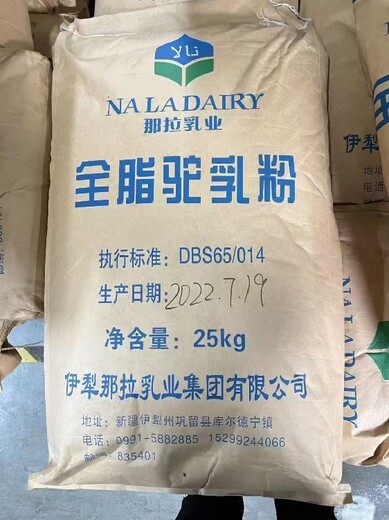 NALADAIRY
那拉乳业
全脂驼乳粉
执行标准: DBS65/014
生产日期: 2022.7.19
净含量: 25kg
伊犁那拉乳业集团有限公司
地址: 新疆伊犁州巩留县库尔德宁镇
电话: 0991-5882885 15299244066
邮编: 835401
NALADAIRY